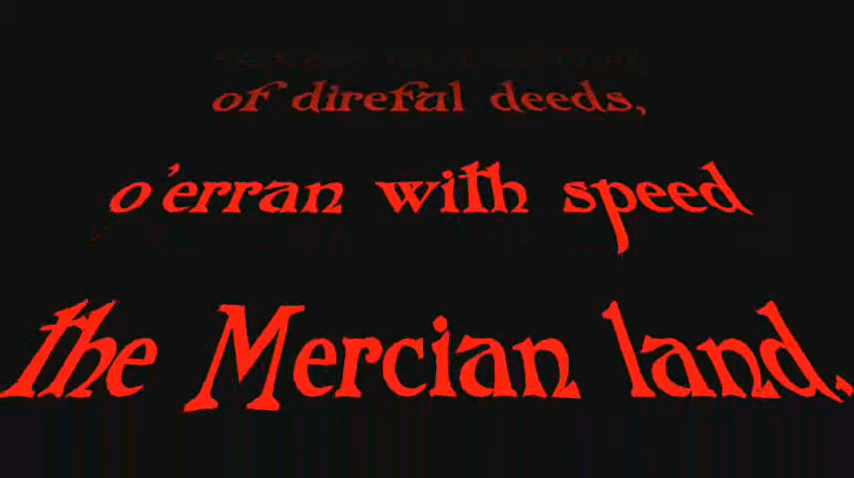 of direful deeds,
o'erran with speed
the Mercian land.